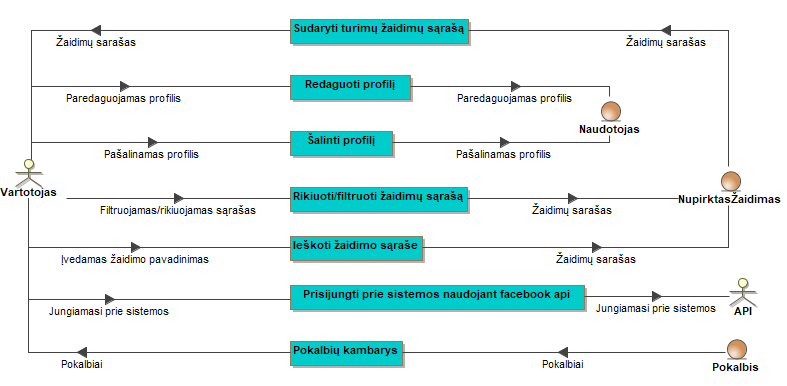 Sudaryti turimų žaidimų sąrašą
Žaidimų sarašas
Žaidimų sarašas
Redaguoti profilį
Paredaguojamas profilis
Paredaguojamas profilis
Naudotojas
Šalinti profilį
Pašalinamas profilis
Pašalinamas profilis
Vartotojas
Rikiuoti/filtruoti žaidimų sąrašą
NupirktasŽaidimas
Filtruojamas/rikiuojamas sąrašas
Žaidimų sarašas
Ieškoti žaidimo sąraše
Įvedamas žaidimo pavadinimas
Žaidimų sarašas
Prisijungti prie sistemos naudojant facebook api
Jungiamasi prie sistemos
Jungiamasi prie sistemos
API
Pokalbių kambarys
Pokalbiai
Pokalbiai
Pokalbis